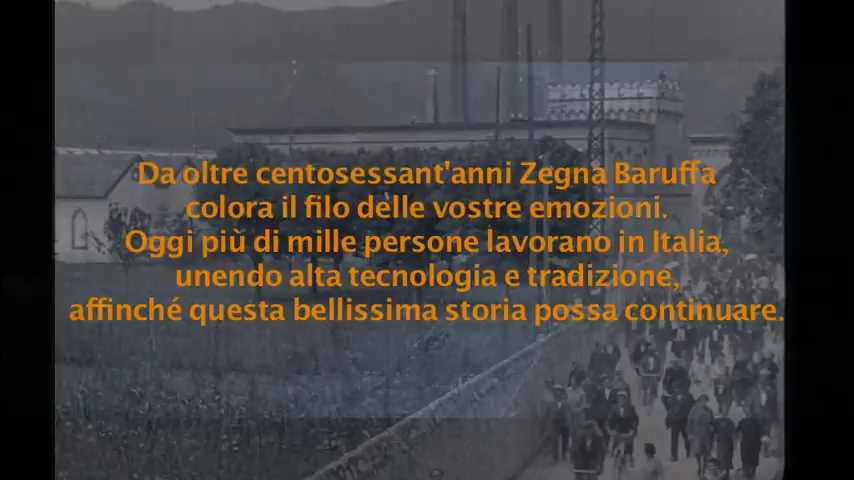 Da oltre centosessant'anni Zegna Baruffa
colora il filo delle vostre emozioni.
Oggi più di mille persone lavorano in Italia,
unendo alta tecnologia e tradizione,
affinché questa bellissima storia possa continuare.